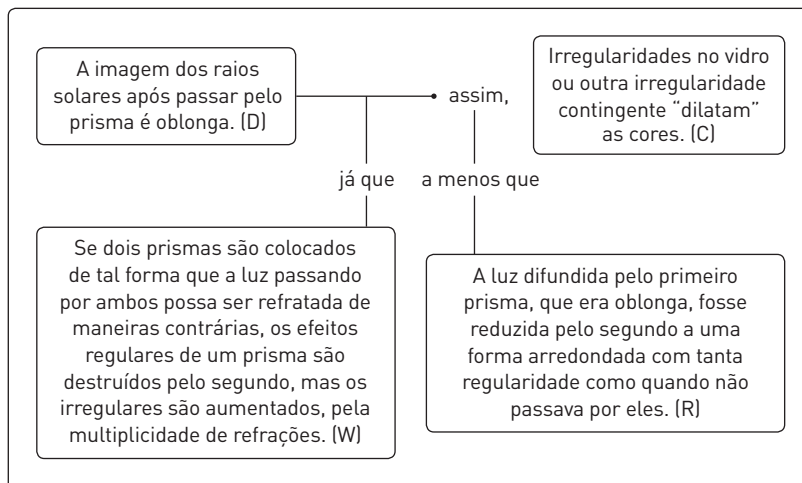 A imagem dos raios
solares após passar pelo
prisma é oblonga. (D)
assim,
Irregularidades no vidro
ou outra irregularidade
contingente “dilatam”
as cores. (C)
já que
a menos que
Se dois prismas são colocados
de tal forma que a luz passando
por ambos possa ser refratada de
maneiras contrárias, os efeitos
regulares de um prisma são
destruídos pelo segundo, mas os
irregulares são aumentados, pela
multiplicidade de refrações. (W)
A luz difundida pelo primeiro
prisma, que era oblonga, fosse
reduzida pelo segundo a uma
forma arredondada com tanta
regularidade como quando não
passava por eles. (R)